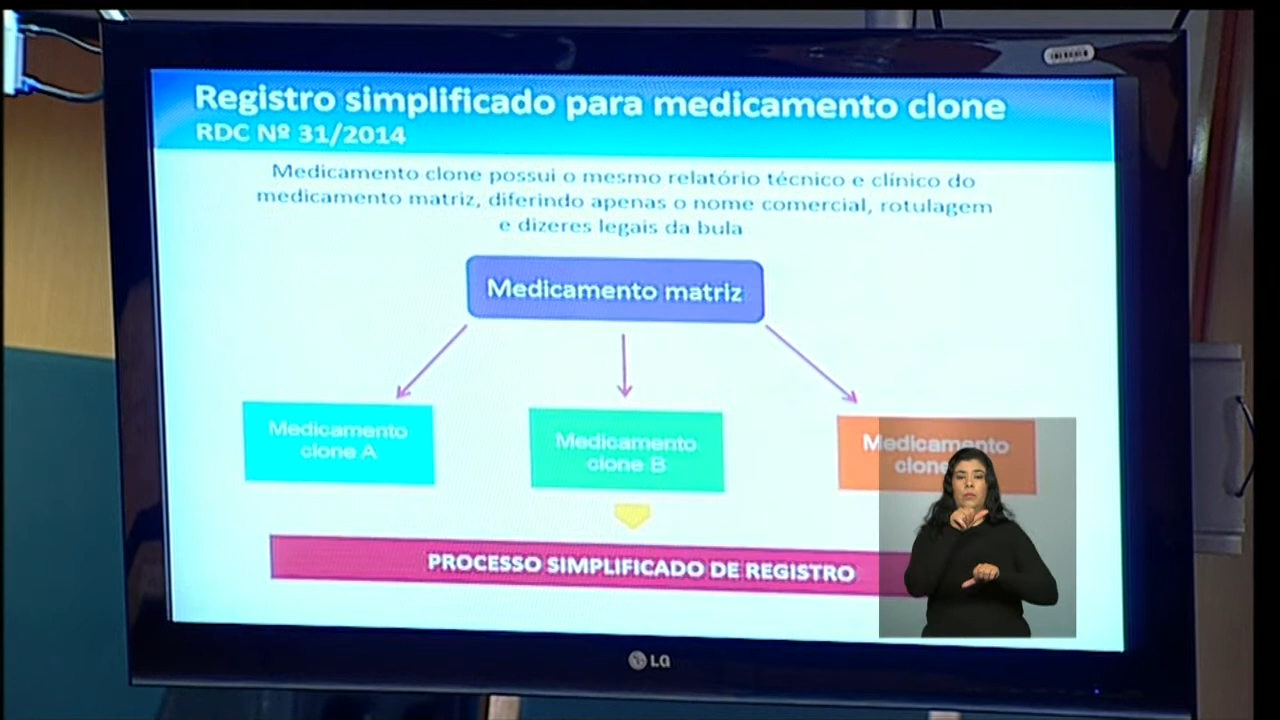 Registro simplificado para medicamento clone
RDC Nº 31/2014
Medicamento clone possui o mesmo relatório técnico e clínico do
medicamento matriz, diferindo apenas o nome comercial, rotulagem
e dizeres legais da bula
Medicamento matriz
Medicamento
clone A
Medicamento
clone B
Medicamento
clone
PROCESSO SIMPLIFICADO DE REGISTRO
LG